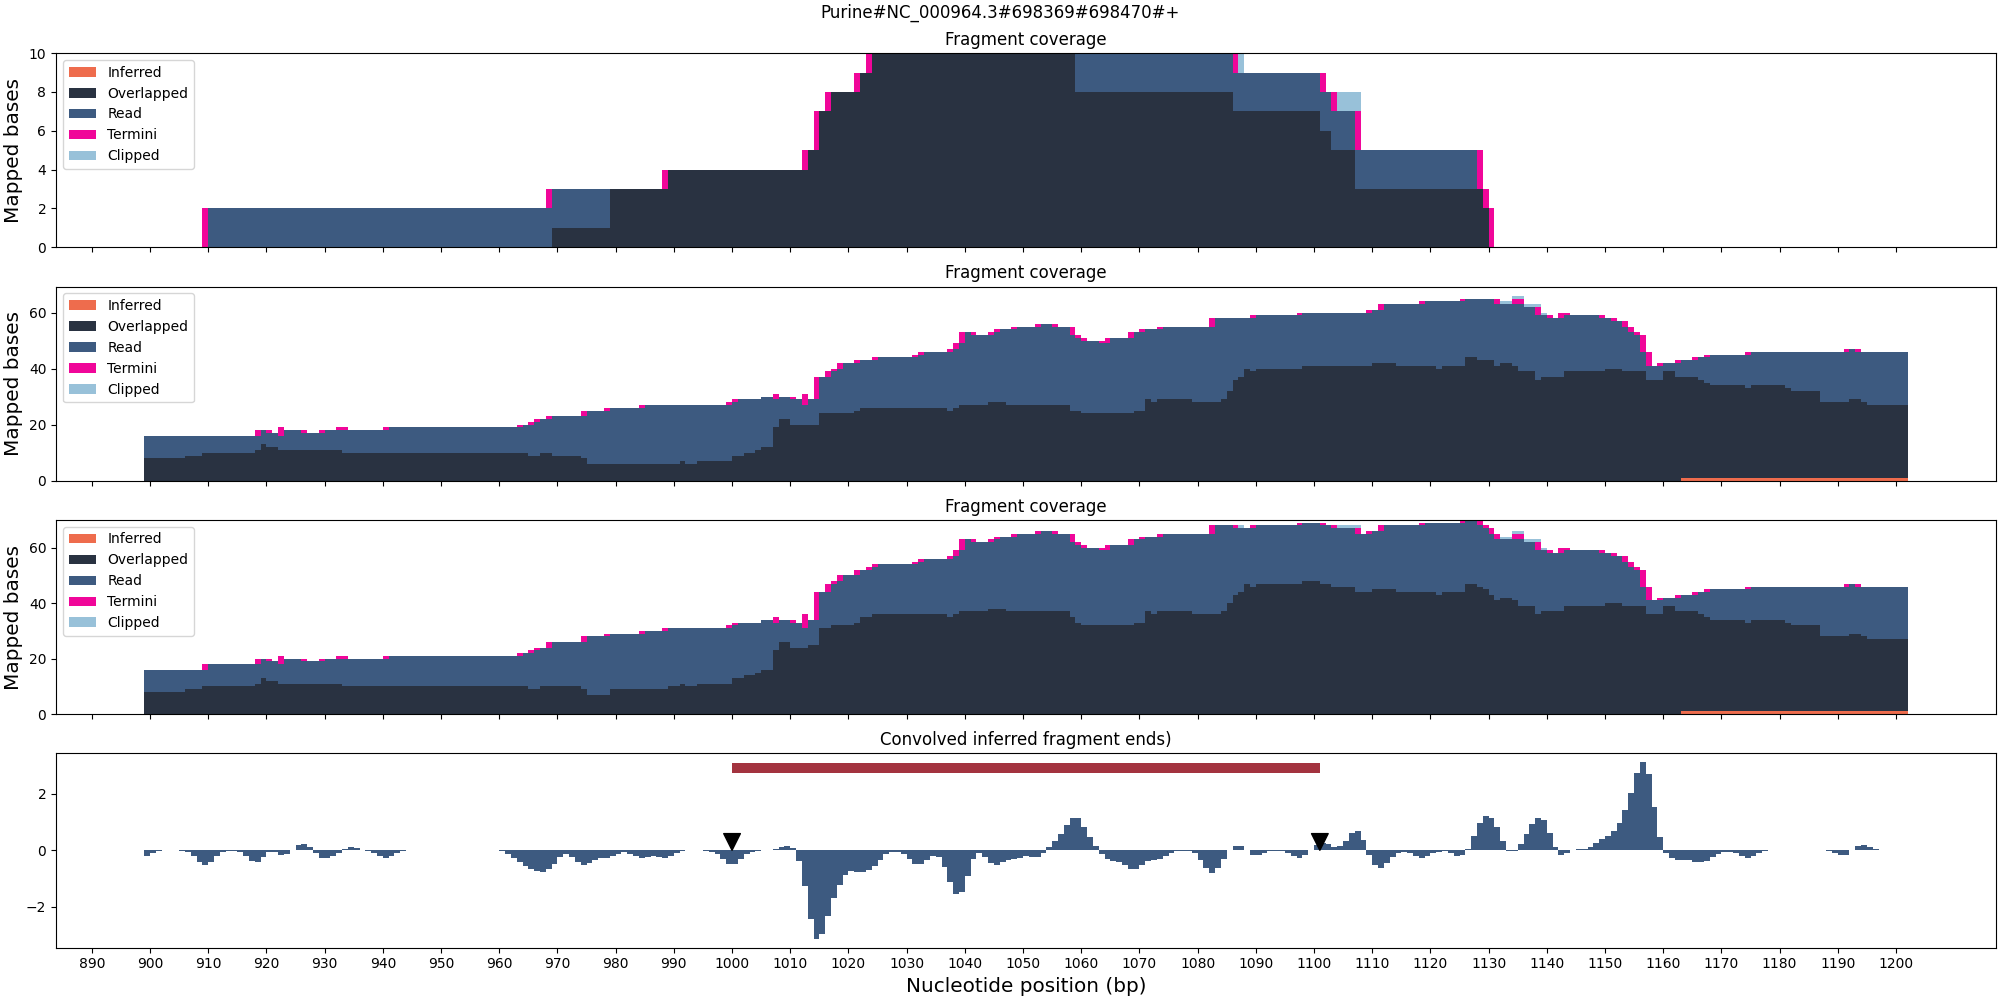 Purine#NC_000964.3#698369#698470#+
Fragment coverage
Mapped bases
10
8
6
4
2
0
Inferred
Overlapped
Read
Termini
Clipped
Fragment coverage
Mapped bases
60
40
20
0
Inferred
Overlapped
Read
Termini
Clipped
Fragment coverage
Mapped bases
60
40
20
0
Inferred
Overlapped
Read
Termini
Clipped
Convolved inferred fragment ends)
2
0
−2
890 900 910 920 930 940 950 960 970 980 990 1000 1010 1020 1030 1040 1050 1060 1070 1080 1090 1100 1110 1120 1130 1140 1150 1160 1170 1180 1190 1200
Nucleotide position (bp)